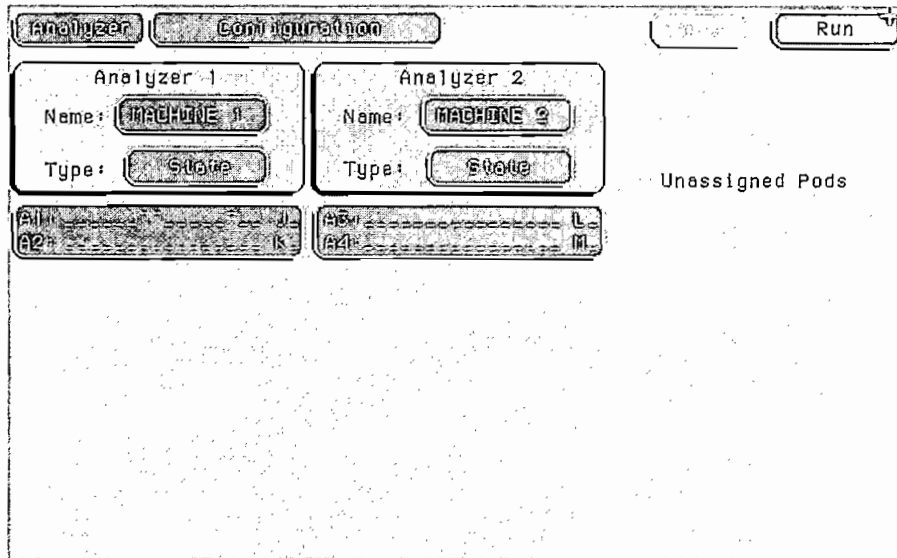 Analyzer Configuration Run
Analyzer 1 Analyzer 2
Name: MACHINE 1 Name: MACHINE 2
Type: State Type: State
Unassigned Pods
A1: J
A2: K
A3: L
A4: M